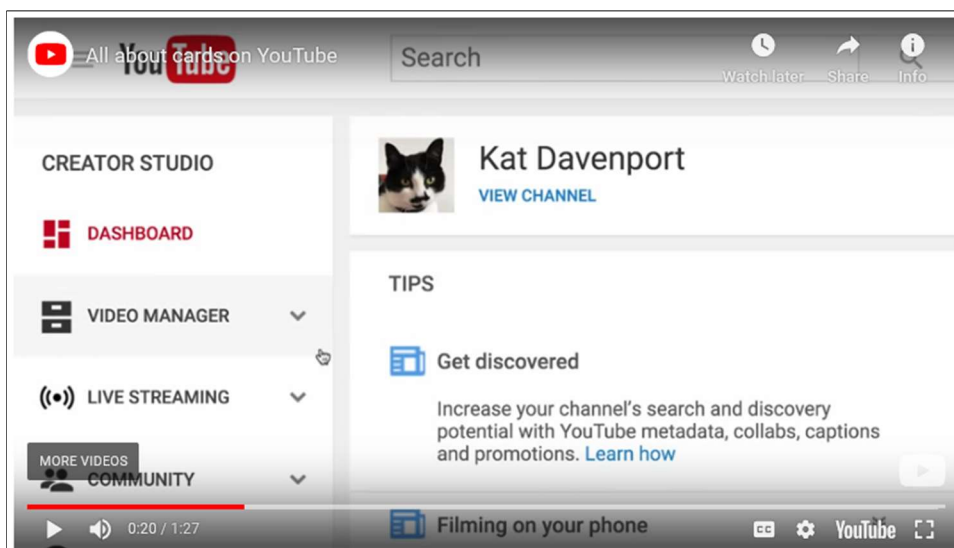 All about cards on YouTube
YouTube
Search
Watch later
Share
Info
CREATOR STUDIO
DASHBOARD
VIDEO MANAGER
LIVE STREAMING
COMMUNITY
Kat Davenport
VIEW CHANNEL
TIPS
Get discovered
Increase your channel's search and discovery
potential with YouTube metadata, collabs, captions
and promotions. Learn how
Filming on your phone
MORE VIDEOS
0:20 / 1:27
CC
YouTube